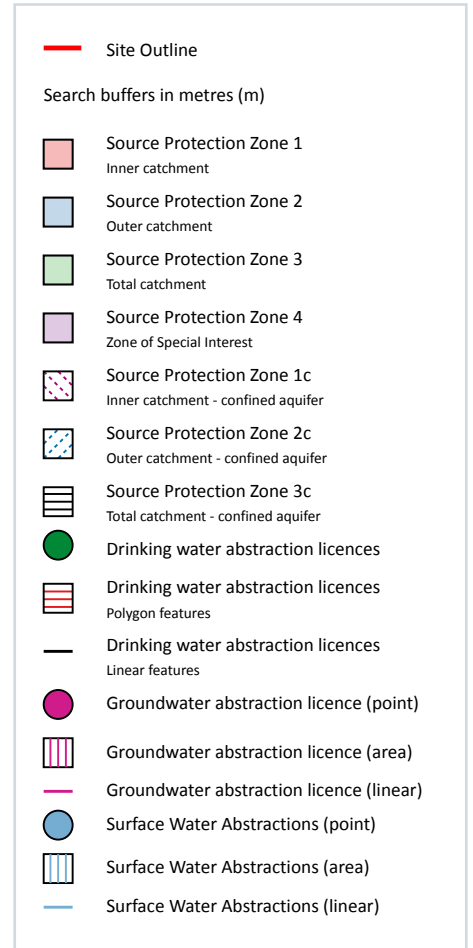 Site Outline
Search buffers in metres (m)
Source Protection Zone 1
Inner catchment
Source Protection Zone 2
Outer catchment
Source Protection Zone 3
Total catchment
Source Protection Zone 4
Zone of Special Interest
Source Protection Zone 1c
Inner catchment - confined aquifer
Source Protection Zone 2c
Outer catchment - confined aquifer
Source Protection Zone 3c
Total catchment - confined aquifer
Drinking water abstraction licences
Drinking water abstraction licences
Polygon features
Drinking water abstraction licences
Linear features
Groundwater abstraction licence (point)
Groundwater abstraction licence (area)
Groundwater abstraction licence (linear)
Surface Water Abstractions (point)
Surface Water Abstractions (area)
Surface Water Abstractions (linear)